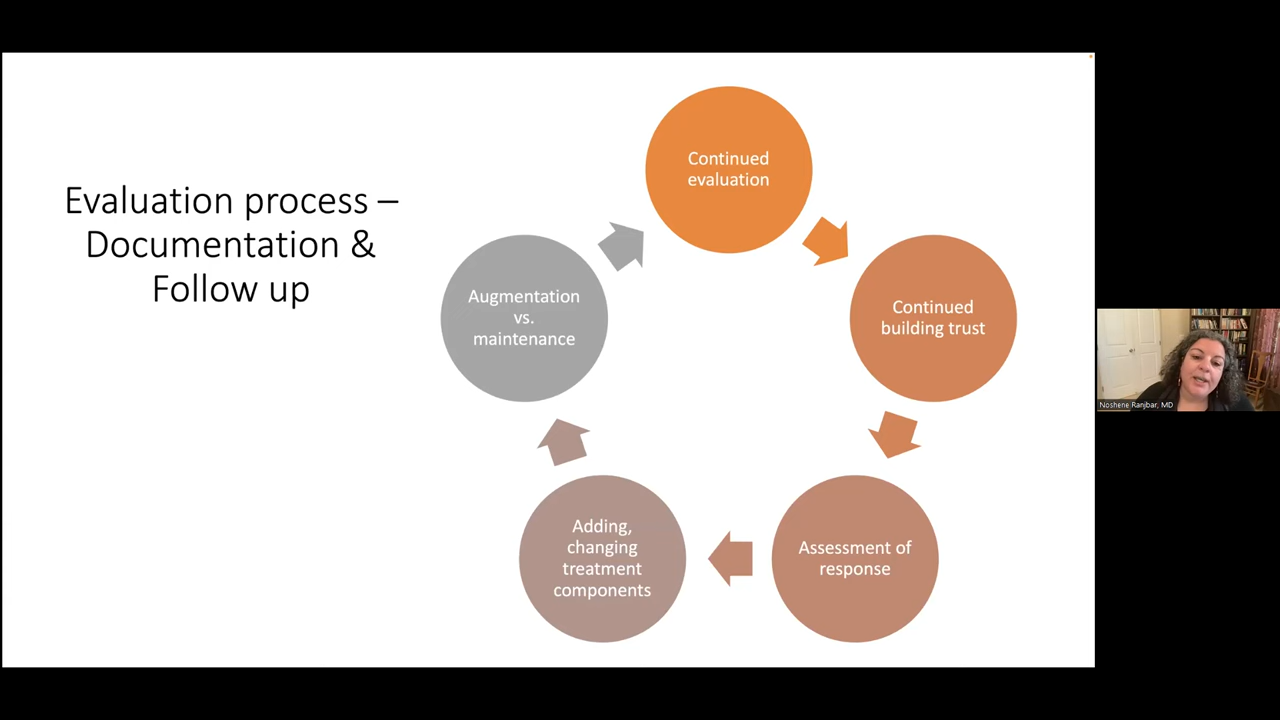 Evaluation process –
Documentation &
Follow up
Continued
evaluation
Continued
building trust
Assessment of
response
Adding,
changing
treatment
components
Augmentation
vs.
maintenance
Noshene Ranjbar, MD